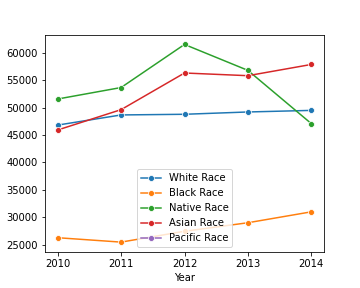 60000
55000
50000
45000
40000
35000
30000
25000
White Race
Black Race
Native Race
Asian Race
Pacific Race
2010 2011 2012 2013 2014
Year